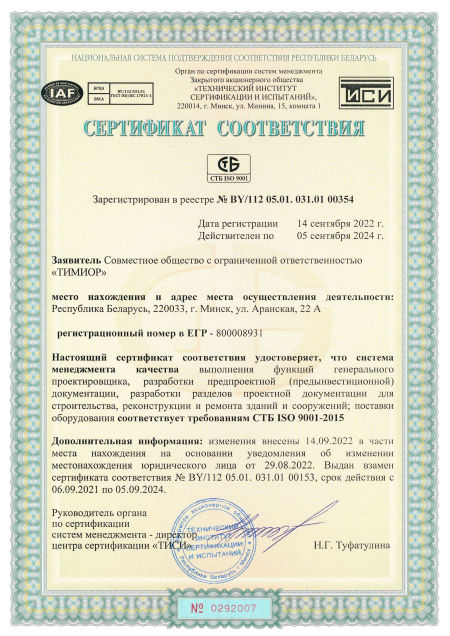 НАЦИОНАЛЬНАЯ СИСТЕМА ПОДТВЕРЖДЕНИЯ СООТВЕТСТВИЯ РЕСПУБЛИКИ БЕЛАРУСЬ
Орган по сертификации систем менеджмента
Закрытого акционерного общества
«ТЕХНИЧЕСКИЙ ИНСТИТУТ
СЕРТИФИКАЦИИ И ИСПЫТАНИЙ»,
220014, г. Минск, ул. Минина, 15, комната 1
IAF
БГЦА
BSCA
BY/112 031.01
ГОСТ ISO/IEC 17021-1
ТИСИ
СЕРТИФИКАТ СООТВЕТСТВИЯ
СТБ
СТБ ISO 9001
Зарегистрирован в реестре № BY/112 05.01. 031.01 00354
Дата регистрации 14 сентября 2022 г.
Действителен по 05 сентября 2024 г.
Заявитель Совместное общество с ограниченной ответственностью
«ТИМИОР»
место нахождения и адрес места осуществления деятельности:
Республика Беларусь, 220033, г. Минск, ул. Аранская, 22 А
регистрационный номер в ЕГР - 800008931
Настоящий сертификат соответствия удостоверяет, что система
менеджмента качества выполнения функций генерального
проектировщика, разработки предпроектной (предынвестиционной)
документации, разработки разделов проектной документации для
строительства, реконструкции и ремонта зданий и сооружений; поставки
оборудования соответствует требованиям СТБ ISO 9001-2015
Дополнительная информация: изменения внесены 14.09.2022 в части
места нахождения на основании уведомления об изменении
местонахождения юридического лица от 29.08.2022. Выдан взамен
сертификата № BY/112 05.01. 031.01 00153, срок действия с
06.09.2021 по 05.09.2024.
Руководитель органа
по сертификации
систем менеджмента - директор
центра сертификации «ТИСИ»
Н.Г. Туфатулина
ТЕХНИЧЕСКИЙ
ИНСТИТУТ
СЕРТИФИКАЦИИ
И ИСПЫТАНИЙ
№ 0292007